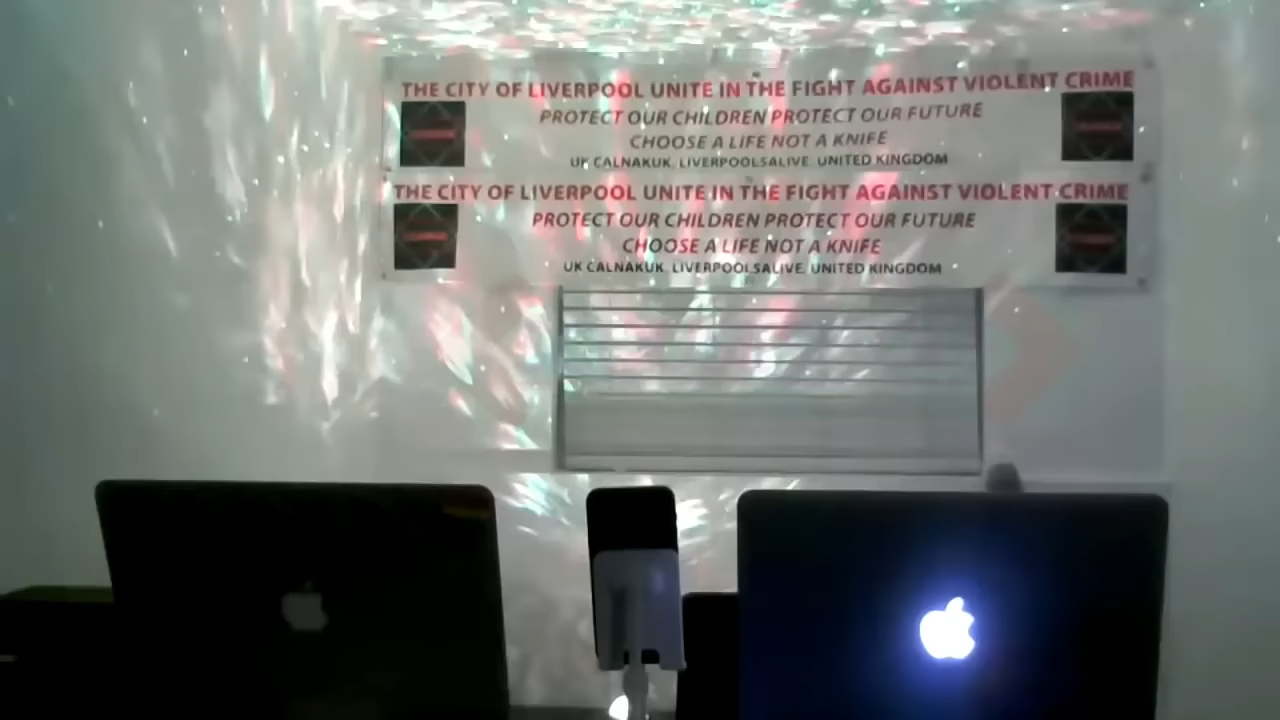 THE CITY OF LIVERPOOL UNITE IN THE FIGHT AGAINST VIOLENT CRIME
PROTECT OUR CHILDREN PROTECT OUR FUTURE
CHOOSE A LIFE NOT A KNIFE
UK CALNAKUK. LIVERPOOLSALIVE. UNITED KINGDOM
THE CITY OF LIVERPOOL UNITE IN THE FIGHT AGAINST VIOLENT CRIME
PROTECT OUR CHILDREN PROTECT OUR FUTURE
CHOOSE A LIFE NOT A KNIFE
UK CALNAKUK. LIVERPOOLSALIVE. UNITED KINGDOM